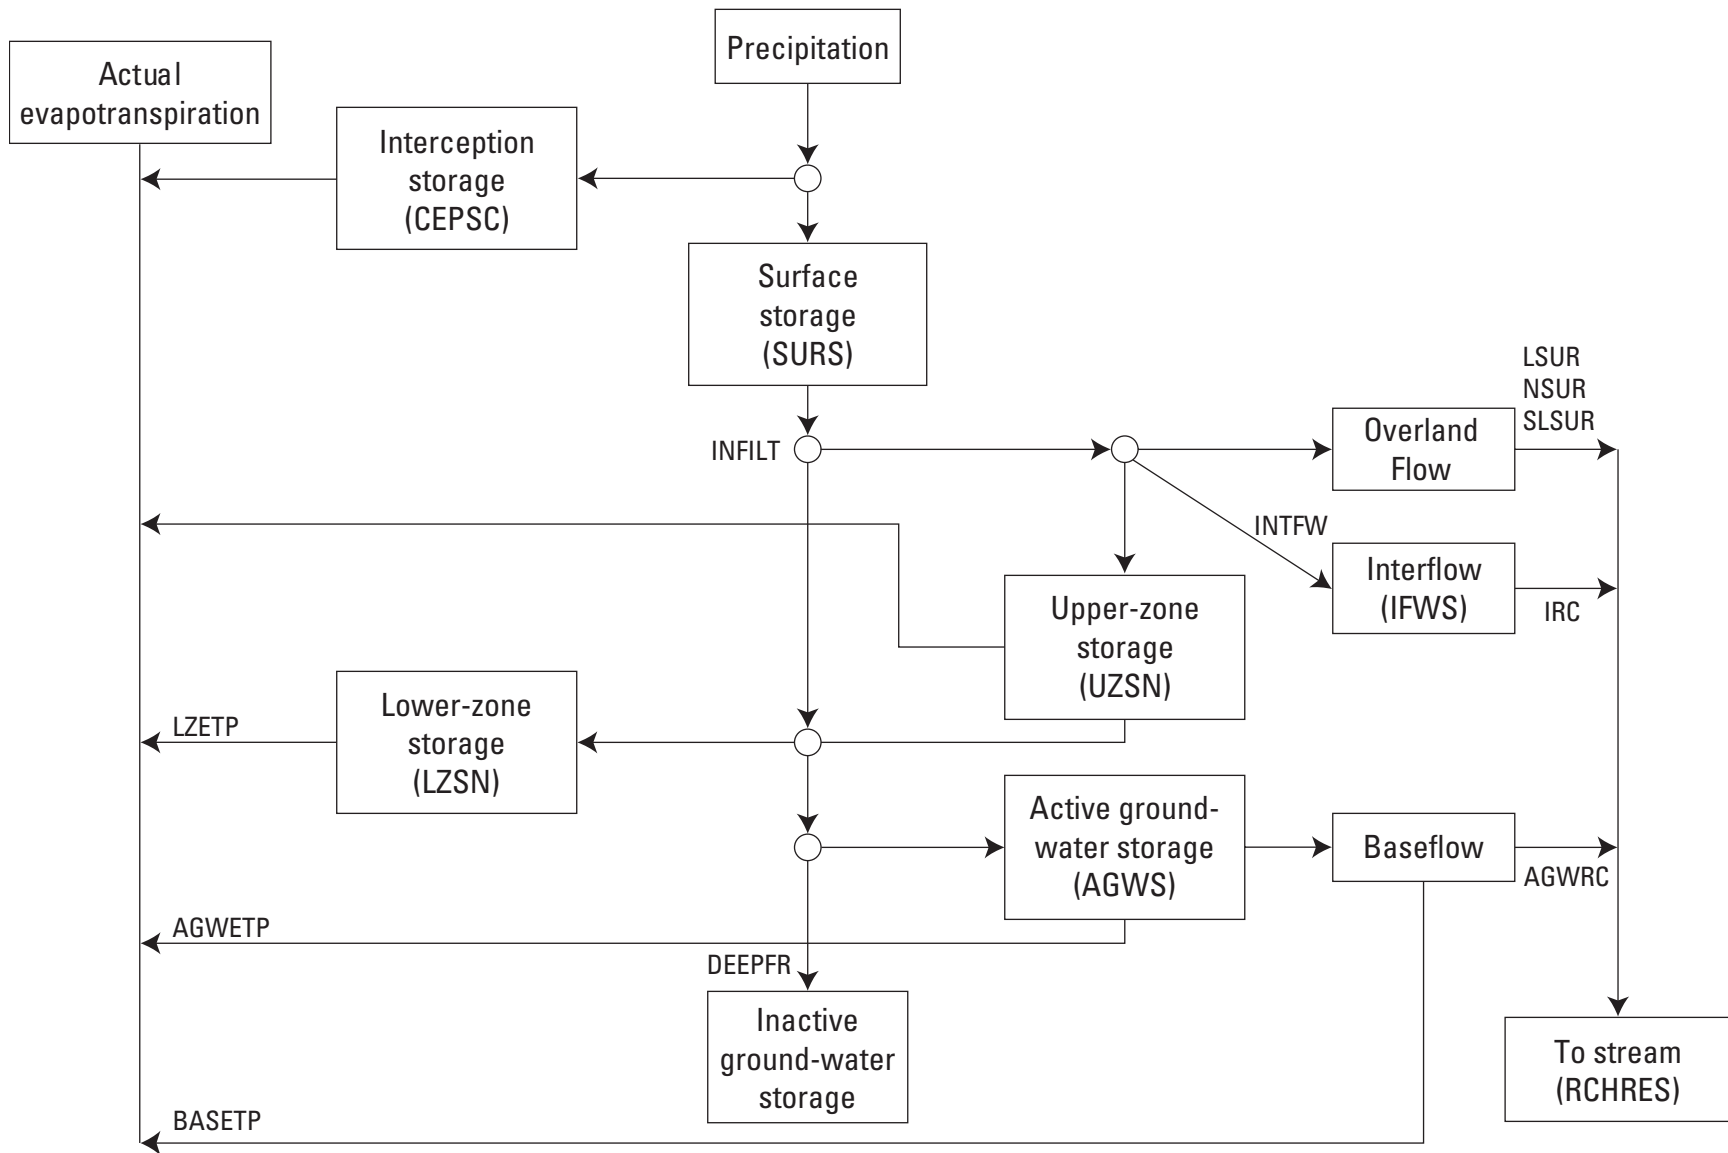 Precipitation
Actual
evapotranspiration
Interception
storage
(CEPSC)
Surface
storage
(SURS)
LSUR
NSUR
SLSUR
INFILT
Overland
Flow
INTFW
Interflow
(IFWS)
IRC
Upper-zone
storage
(UZSN)
LZETP
Lower-zone
storage
(LZSN)
Active ground-
water storage
(AGWS)
Baseflow
AGWRC
AGWETP
DEEPFR
Inactive
ground-water
storage
To stream
(RCHRES)
BASETP